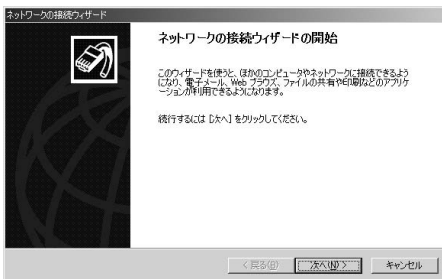 ネットワークの接続ウィザード
ネットワークの接続ウィザードの開始
このウィザードを使うと、ほかのコンピュータやネットワークに接続できるよう
になり、電子メール、Web ブラウズ、ファイルの共有や印刷などのアプリケ
ーションが利用できるようになります。
続行するには [次へ] をクリックしてください。
< 戻る(B) 次へ(N) > キャンセル